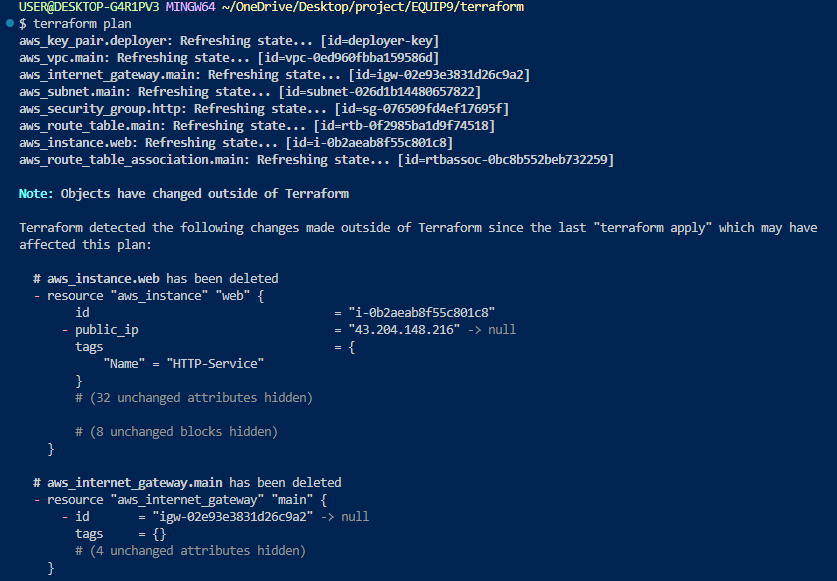 USER@DESKTOP-G4R1PV3 MINGW64 ~/OneDrive/Desktop/project/EQUIP9/terraform
$ terraform plan
aws_key_pair.deployer: Refreshing state... [id=deployer-key]
aws_vpc.main: Refreshing state... [id=vpc-0ed960fbba159586d]
aws_internet_gateway.main: Refreshing state... [id=igw-02e93e3831d26c9a2]
aws_subnet.main: Refreshing state... [id=subnet-026d1b14480657822]
aws_security_group.http: Refreshing state... [id=sg-076509fd4ef17695f]
aws_route_table.main: Refreshing state... [id=rtb-0f2985ba1d9f74518]
aws_instance.web: Refreshing state... [id=i-0b2aeab8f55c801c8]
aws_route_table_association.main: Refreshing state... [id=rtbassoc-0bc8b552beb732259]

Note: Objects have changed outside of Terraform

Terraform detected the following changes made outside of Terraform since the last "terraform apply" which may have
affected this plan:

  # aws_instance.web has been deleted
  - resource "aws_instance" "web" {
        id                                   = "i-0b2aeab8f55c801c8"
      - public_ip                            = "43.204.148.216" -> null
        tags                                 = {
            "Name" = "HTTP-Service"
        }
        # (32 unchanged attributes hidden)

        # (8 unchanged blocks hidden)
    }

  # aws_internet_gateway.main has been deleted
  - resource "aws_internet_gateway" "main" {
      - id       = "igw-02e93e3831d26c9a2" -> null
        tags     = {}
        # (4 unchanged attributes hidden)
    }